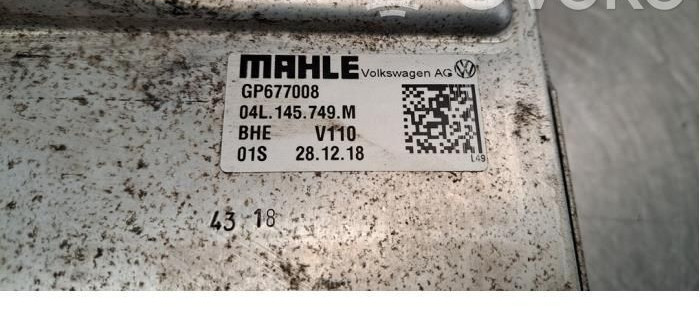 MAHLE Volkswagen AG
GP677008
04L.145.749.M
BHE V110
01S 28.12.18
L49
43 18